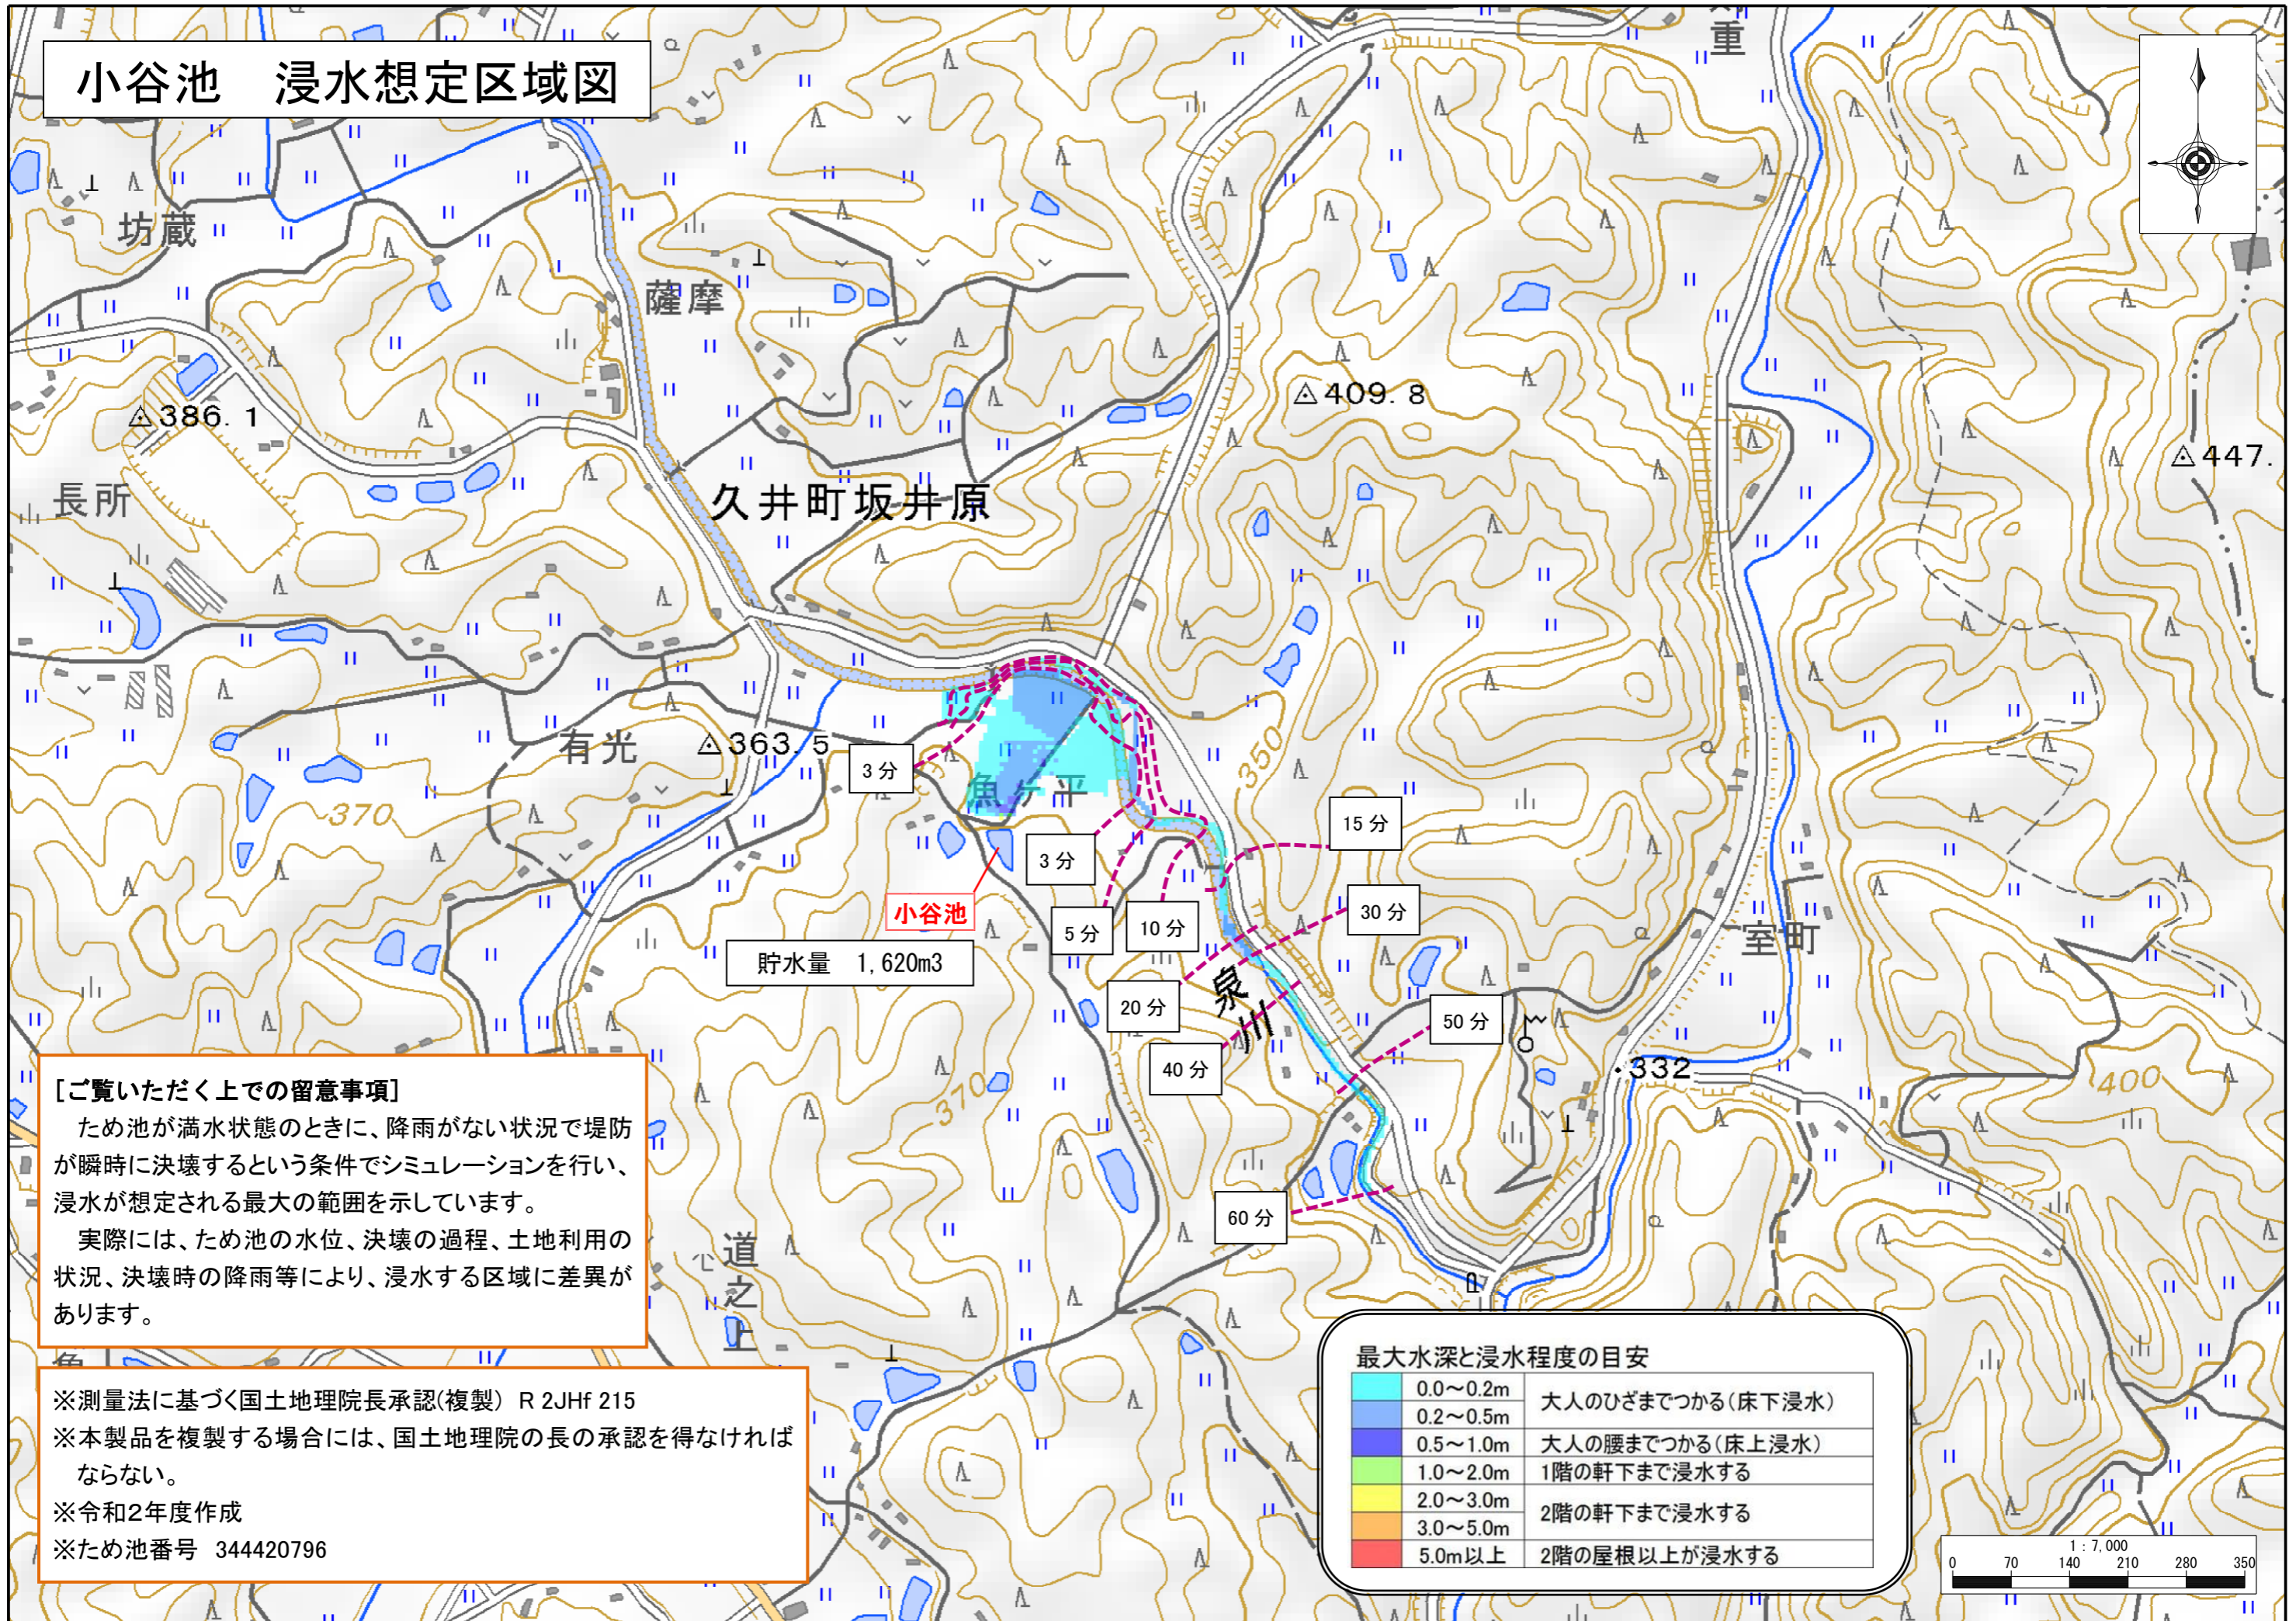 小谷池　浸水想定区域図
重
坊蔵
薩摩
△386. 1
△409. 8
△447.
長所
久井町坂井原
350
有光
△363. 5
3 分
魚ヶ平
370
15 分
3 分
小谷池
30 分
5 分
10 分
貯水量　1,620m3
室町
泉川
20 分
50 分
40 分
・332
400
370
60 分
道之上
[ご覧いただく上での留意事項]
ため池が満水状態のときに、降雨がない状況で堤防
が瞬時に決壊するという条件でシミュレーションを行い、
浸水が想定される最大の範囲を示しています。
実際には、ため池の水位、決壊の過程、土地利用の
状況、決壊時の降雨等により、浸水する区域に差異が
あります。
※測量法に基づく国土地理院長承認(複製)　R 2JHf 215
※本製品を複製する場合には、国土地理院の長の承認を得なければ
ならない。
※令和2年度作成
※ため池番号　344420796
最大水深と浸水程度の目安
0.0～0.2m
大人のひざまでつかる(床下浸水)
0.2～0.5m
0.5～1.0m 大人の腰までつかる(床上浸水)
1.0～2.0m 1階の軒下まで浸水する
2.0～3.0m
2階の軒下まで浸水する
3.0～5.0m
5.0m以上 2階の屋根以上が浸水する
1 : 7,000
0 70 140 210 280 350